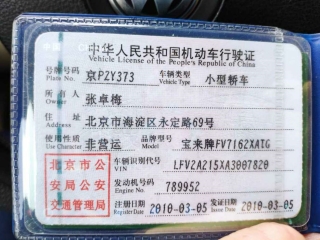 中华人民共和国机动车行驶证
Vehicle License of the People's Republic of China
号牌号码 京PZY373 车辆类型 小型轿车
Plate No. Vehicle Type
所有人 张卓梅
Owner
住址 北京市海淀区永定路69号
Address
使用性质 非营运 品牌型号 宝来牌FV7162XATG
Use Character Model
北京市公安局公安交通管理局
车辆识别代号 LFV2A215XA3007820
VIN
发动机号码 789952
Engine No.
注册日期 2010-03-05 发证日期 2010-03-05
Register Date Issue Date